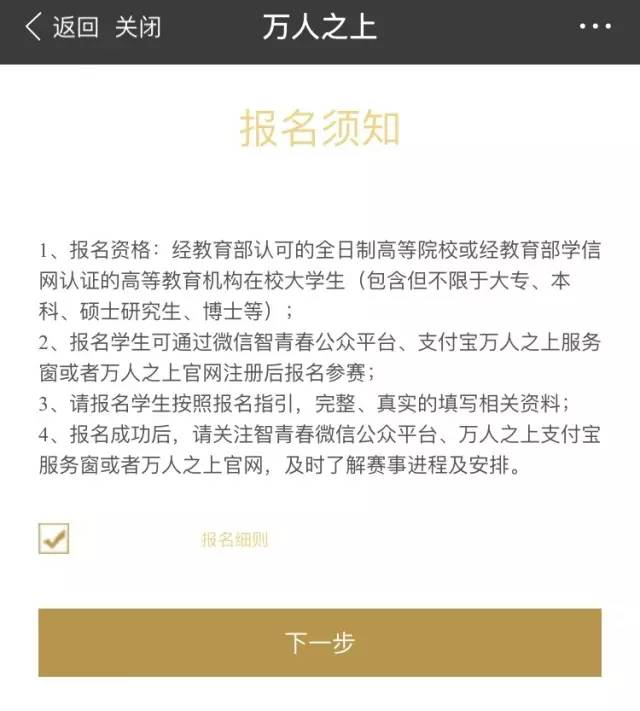 返回 关闭 万人之上
报名须知
1、报名资格：经教育部认可的全日制高等院校或经教育部学信
网认证的高等教育机构在校大学生（包含但不限于大专、本
科、硕士研究生、博士等）；
2、报名学生可通过微信智青春公众平台、支付宝万人之上服务
窗或者万人之上官网注册后报名参赛；
3、请报名学生按照报名指引，完整、真实的填写相关资料；
4、报名成功后，请关注智青春微信公众平台、万人之上支付宝
服务窗或者万人之上官网，及时了解赛事进程及安排。
报名细则
下一步